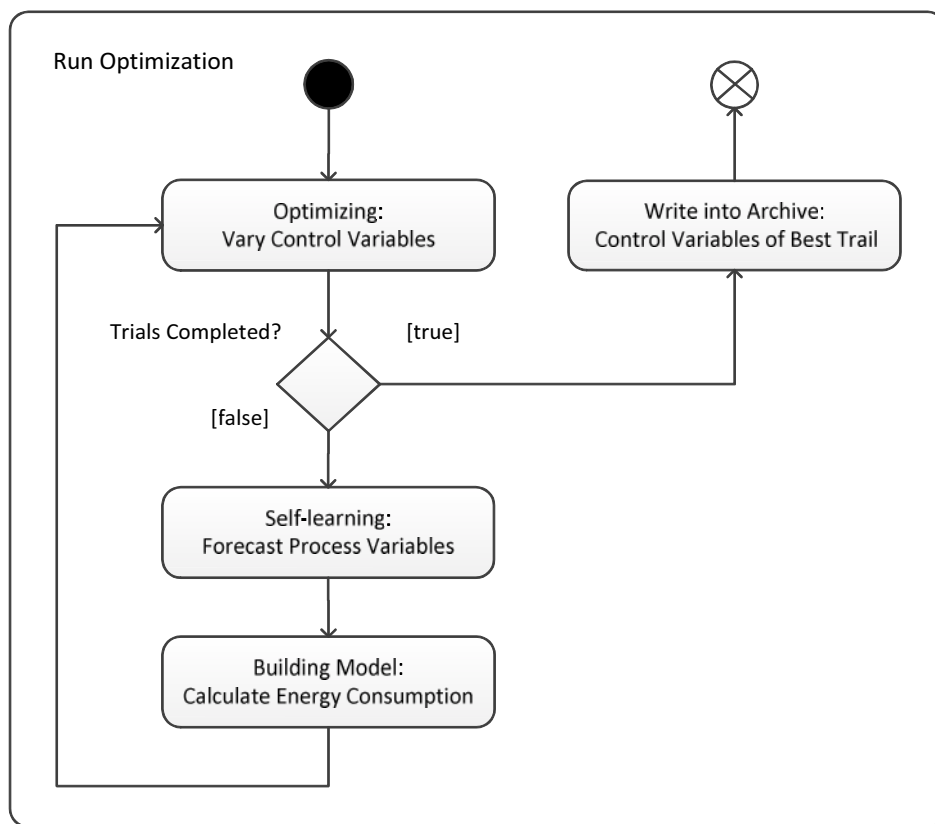 Run Optimization
Optimizing:
Vary Control Variables
Write into Archive:
Control Variables of Best Trail
Trials Completed?
[true]
[false]
Self-learning:
Forecast Process Variables
Building Model:
Calculate Energy Consumption